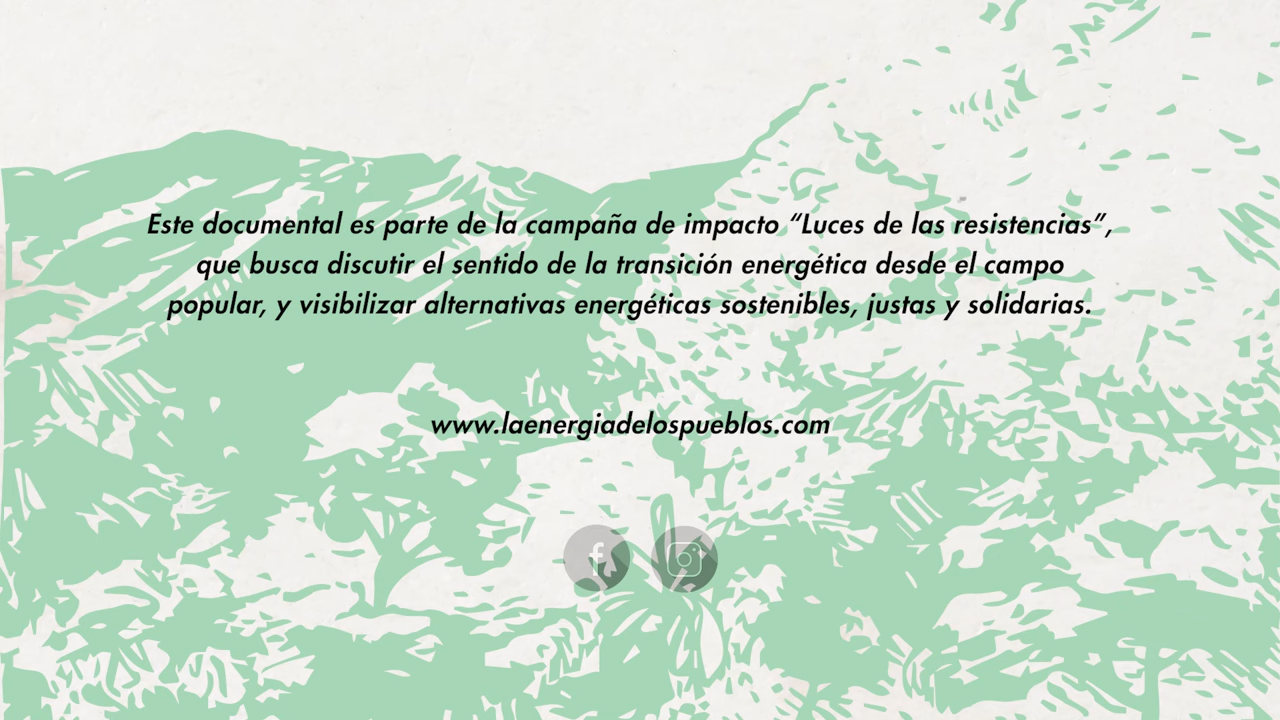 Este documental es parte de la campaña de impacto “Luces de las resistencias”,
que busca discutir el sentido de la transición energética desde el campo
popular, y visibilizar alternativas energéticas sostenibles, justas y solidarias.
www.laenergiadelospueblos.com